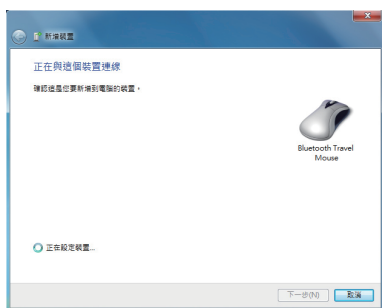 新增裝置
正在與這個裝置連線
確認這是您要新增到電腦的裝置。
Bluetooth Travel
Mouse
正在設定裝置...
下一步(N)
取消